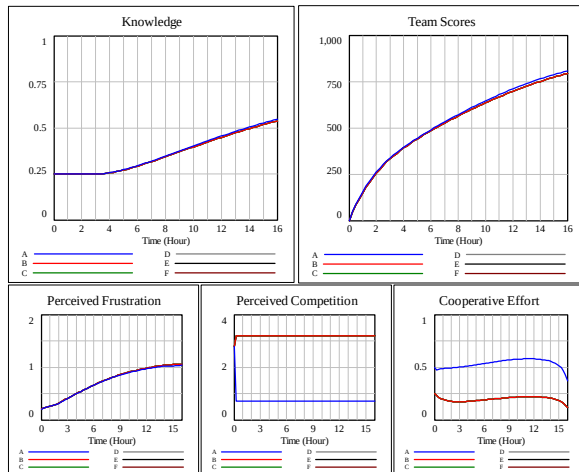 Knowledge
1
0.75
0.5
0.25
0
0 2 4 6 8 10 12 14 16
Time (Hour)
A D
B E
C F
Team Scores
1,000
750
500
250
0
0 2 4 6 8 10 12 14 16
Time (Hour)
A D
B E
C F
Perceived Frustration
2
1
0
0 3 6 9 12 15
Time (Hour)
A D
B E
C F
Perceived Competition
4
2
0
0 3 6 9 12 15
Time (Hour)
A D
B E
C F
Cooperative Effort
1
0.5
0
0 3 6 9 12 15
Time (Hour)
A D
B E
C F